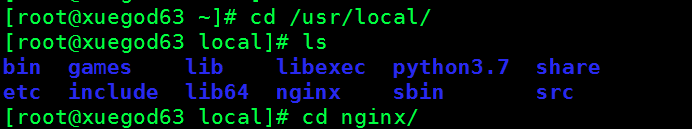 [root@xuegod63 ~]# cd /usr/local/
[root@xuegod63 local]# ls
bin games lib libexec python3.7 share
etc include lib64 nginx sbin src
[root@xuegod63 local]# cd nginx/